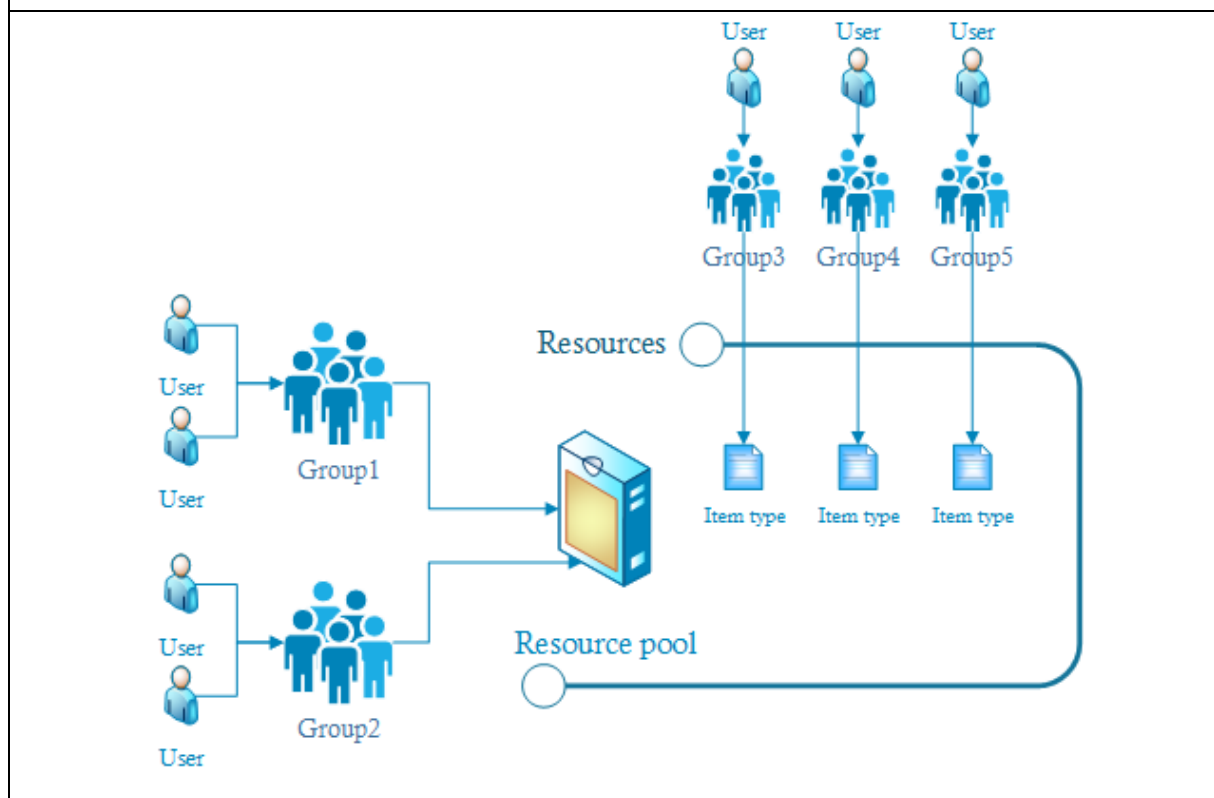 User
User
User
Group3
Group4
Group5
Resources
User
Group1
User
Item type
Item type
Item type
User
Resource pool
Group2
User